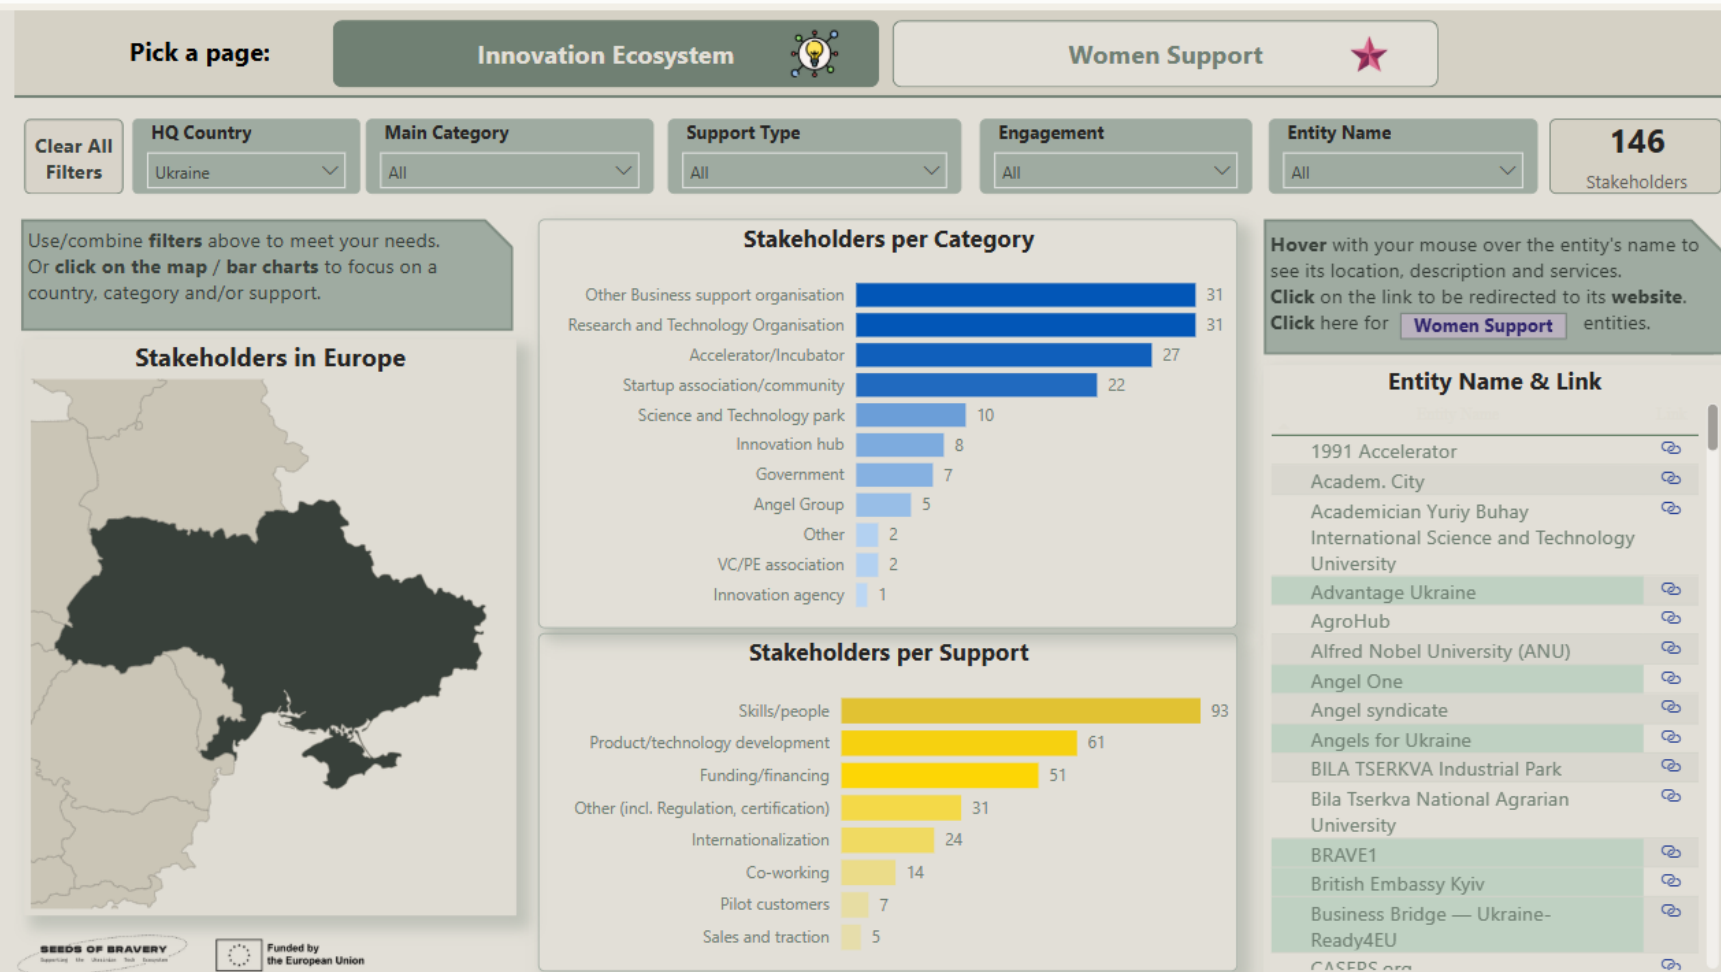 Pick a page:
Innovation Ecosystem
Women Support
Clear All
Filters
HQ Country
Ukraine
Main Category
All
Support Type
All
Engagement
All
Entity Name
All
146
Stakeholders
Use/combine filters above to meet your needs.
Or click on the map / bar charts to focus on a
country, category and/or support.
Stakeholders in Europe
SEEDS OF BRAVERY
Supporting the Ukrainian Tech Ecosystem
Funded by
the European Union
Stakeholders per Category
Other Business support organisation 31
Research and Technology Organisation 31
Accelerator/Incubator 27
Startup association/community 22
Science and Technology park 10
Innovation hub 8
Government 7
Angel Group 5
Other 2
VC/PE association 2
Innovation agency 1
Stakeholders per Support
Skills/people 93
Product/technology development 61
Funding/financing 51
Other (incl. Regulation, certification) 31
Internationalization 24
Co-working 14
Pilot customers 7
Sales and traction 5
Hover with your mouse over the entity's name to
see its location, description and services.
Click on the link to be redirected to its website.
Click here for Women Support entities.
Entity Name & Link
1991 Accelerator
Academ. City
Academician Yuriy Buhay
International Science and Technology
University
Advantage Ukraine
AgroHub
Alfred Nobel University (ANU)
Angel One
Angel syndicate
Angels for Ukraine
BILA TSERKVA Industrial Park
Bila Tserkva National Agrarian
University
BRAVE1
British Embassy Kyiv
Business Bridge — Ukraine-
Ready4EU
CASERS.org